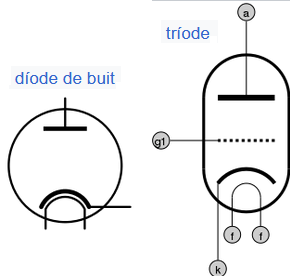 a
tríode
díode de buit
g1
f f
k